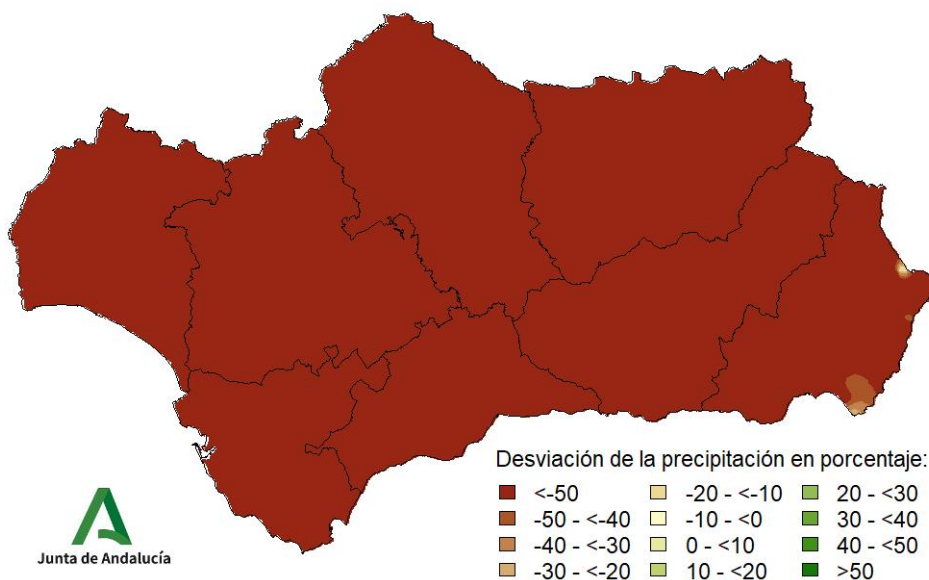 Desviación de la precipitación en porcentaje:
<-50 -20 - <-10 20 - <30
-50 - <-40 -10 - <0 30 - <40
-40 - <-30 0 - <10 40 - <50
-30 - <-20 10 - <20 >50
Junta de Andalucía